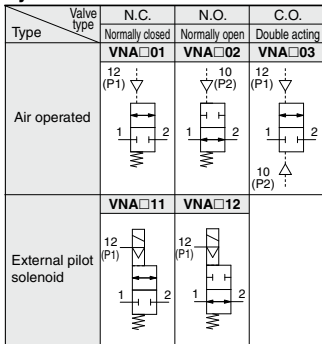 Valve type
Type
N.C. N.O. C.O.
Normally closed Normally open Double acting
VNA□01 VNA□02 VNA□03
Air operated
12 (P1) 1 2
10 (P2) 1 2
12 (P1) 1 2 10 (P2)
VNA□11 VNA□12
External pilot solenoid
12 (P1) 1 2
12 (P1) 1 2